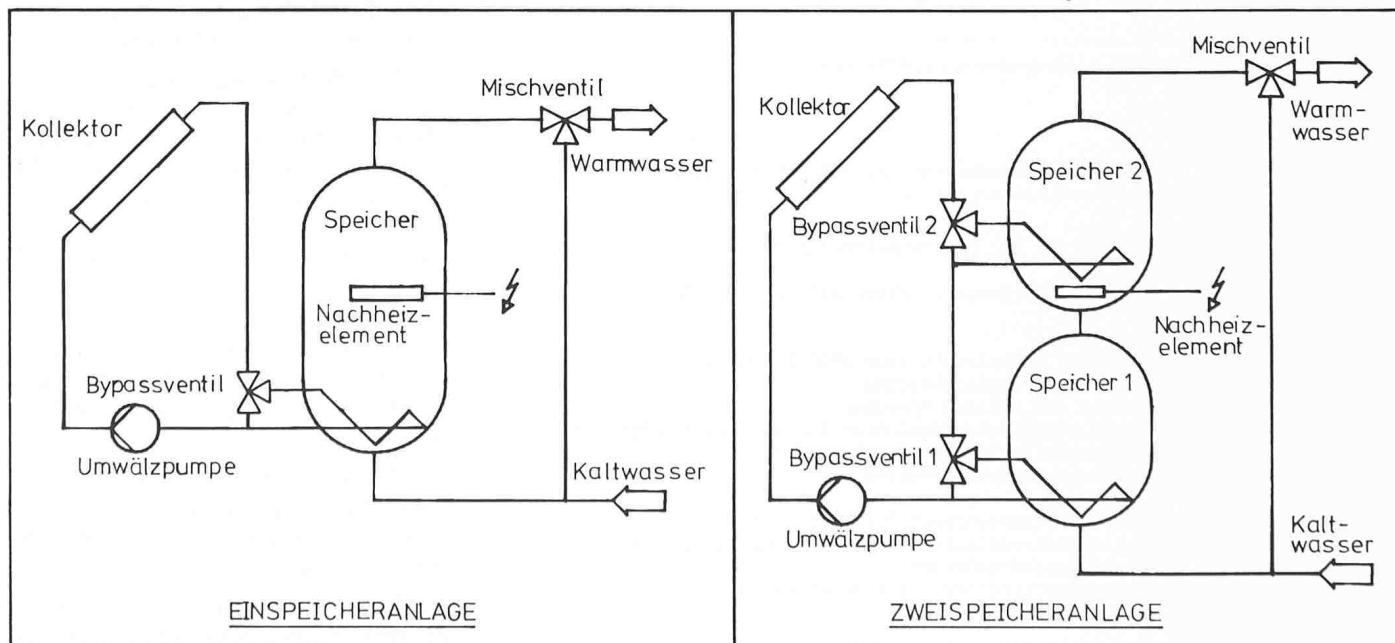 Mischventil
Kollektor
Warmwasser
Speicher
Nachheiz-
element
Bypassventil
Umwälzpumpe
Kaltwasser
EINSPEICHERANLAGE
Mischventil
Kollektor
Warm-
wasser
Speicher 2
Bypassventil 2
Nachheiz-
element
Speicher 1
Bypassventil 1
Umwälzpumpe
Kalt-
wasser
ZWEISPEICHERANLAGE